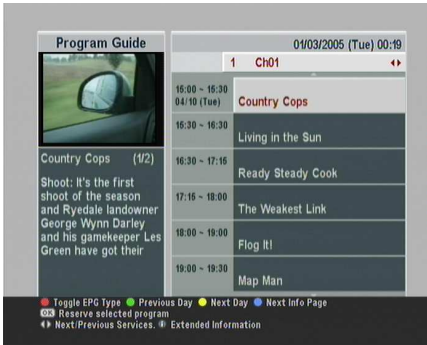 Program Guide
01/03/2005 (Tue) 00:19
1 Ch01
15:00 ~ 15:30
04/10 (Tue)
Country Cops
15:30 ~ 16:30
Living in the Sun
16:30 ~ 17:15
Ready Steady Cook
17:15 ~ 18:00
The Weakest Link
18:00 ~ 19:00
Flog It!
19:00 ~ 19:30
Map Man
Country Cops (1/2)
Shoot: It's the first
shoot of the season
and Ryedale landowner
George Wynn Darley
and his gamekeeper Les
Green have got their
Toggle EPG Type Previous Day Next Day Next Info Page
OK Reserve selected program
Next/Previous Services. Extended Information